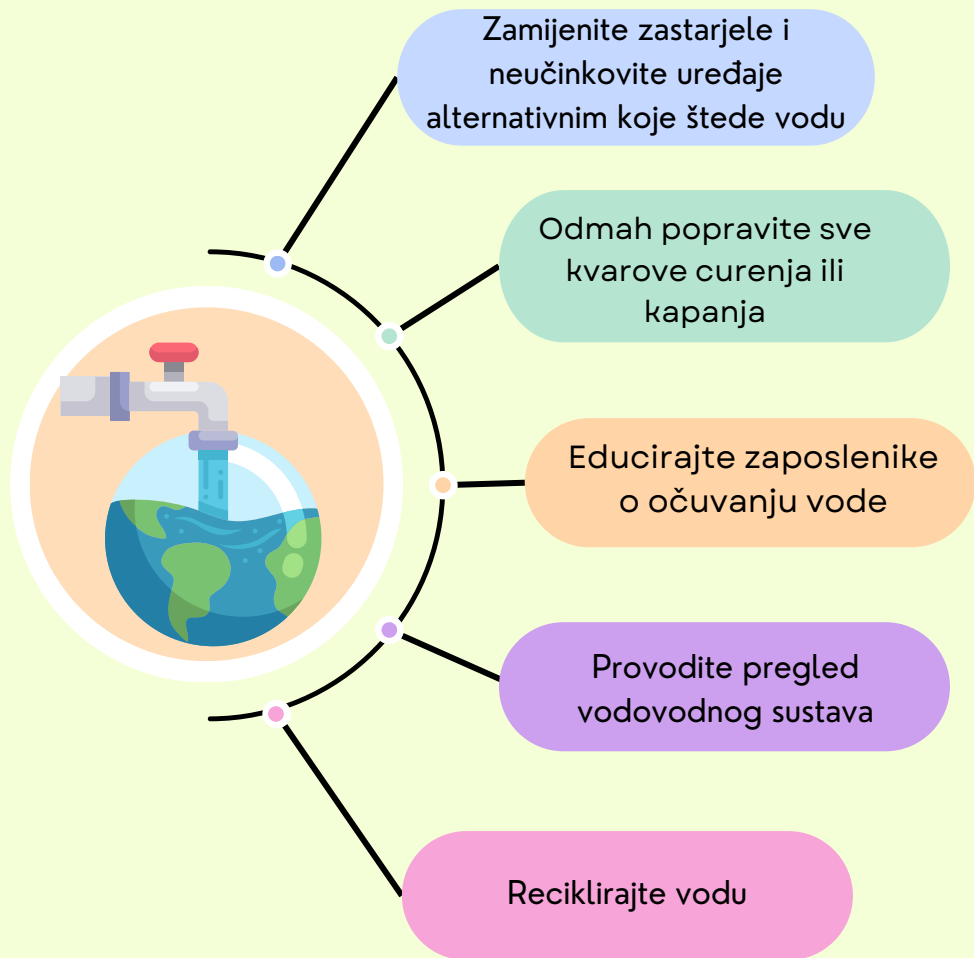 Zamijenite zastarjele i
neučinkovite uređaje
alternativnim koje štede vodu
Odmah popravite sve
kvarove curenja ili
kapanja
Educirajte zaposlenike
o očuvanju vode
Provodite pregled
vodovodnog sustava
Reciklirajte vodu